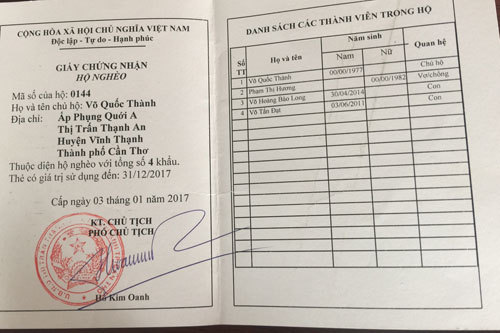 CỘNG HÒA XÃ HỘI CHỦ NGHĨA VIỆT NAM
Độc lập - Tự do - Hạnh phúc
GIẤY CHỨNG NHẬN
HỘ NGHÈO
Mã số của hộ: 0144
Họ và tên chủ hộ: Võ Quốc Thành
Địa chỉ: Ấp Phụng Quới A
Thị Trấn Thạnh An
Huyện Vĩnh Thạnh
Thành phố Cần Thơ
Thuộc diện hộ nghèo với tổng số 4 khẩu.
Thẻ có giá trị sử dụng đến: 31/12/2017
Cấp ngày 03 tháng 01 năm 2017
KT. CHỦ TỊCH
PHÓ CHỦ TỊCH
Hồ Kim Oanh
DANH SÁCH CÁC THÀNH VIÊN TRONG HỘ
Số TT Họ và tên Năm sinh Quan hệ
Nam Nữ
1 Võ Quốc Thành 00/00/1977 Chủ hộ
2 Phạm Thị Hương 00/00/1982 Vợ/chồng
3 Võ Hoàng Bảo Long 30/04/2014 Con
4 Võ Tấn Đạt 03/06/2011 Con